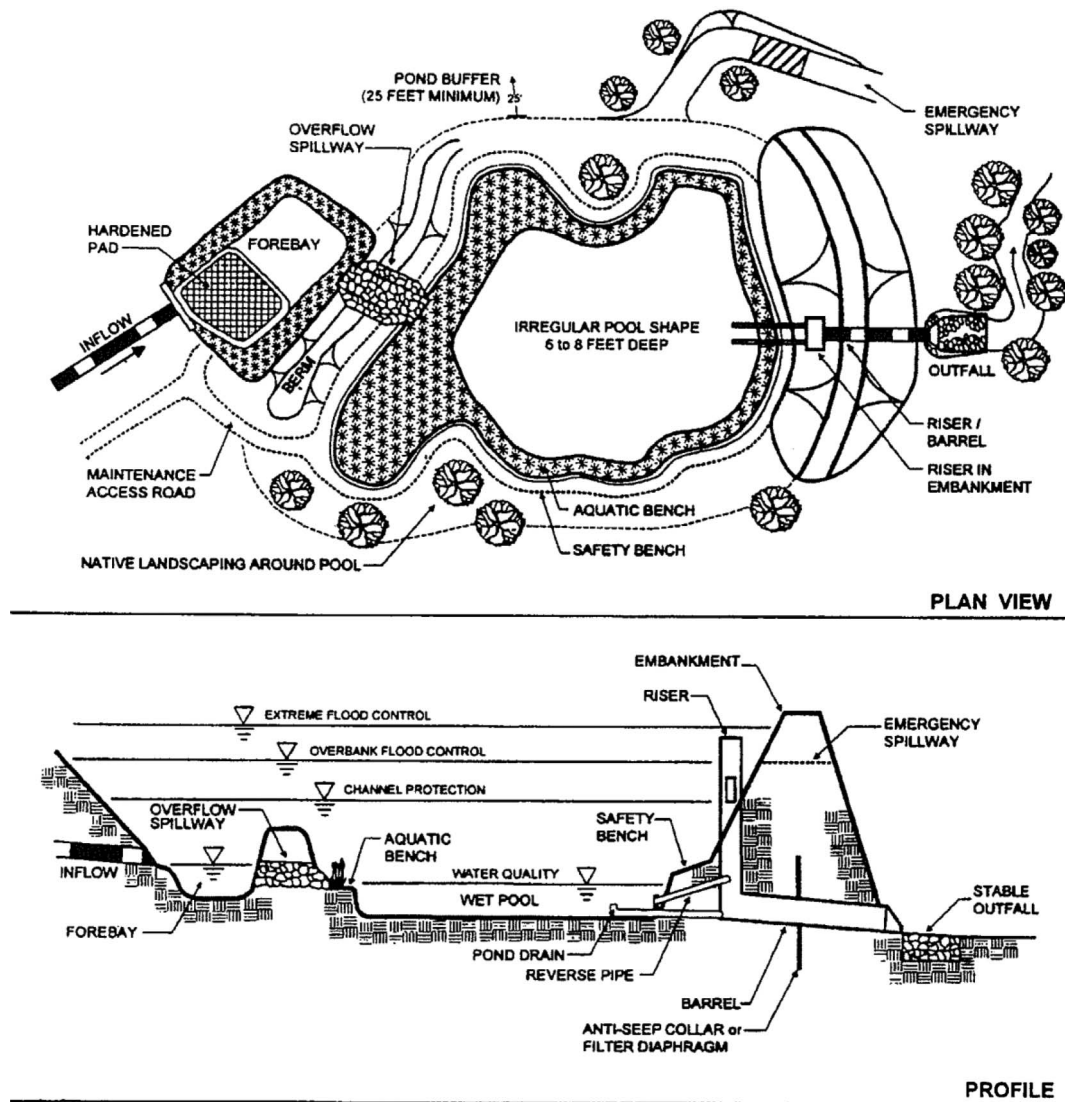 POND BUFFER
(25 FEET MINIMUM)
25'
OVERFLOW
SPILLWAY
EMERGENCY
SPILLWAY
HARDENED
PAD
FOREBAY
INFLOW
BERM
IRREGULAR POOL SHAPE
6 to 8 FEET DEEP
OUTFALL
RISER /
BARREL
RISER IN
EMBANKMENT
MAINTENANCE
ACCESS ROAD
AQUATIC BENCH
SAFETY BENCH
NATIVE LANDSCAPING AROUND POOL
PLAN VIEW
EMBANKMENT
RISER
EXTREME FLOOD CONTROL
EMERGENCY
SPILLWAY
OVERBANK FLOOD CONTROL
CHANNEL PROTECTION
OVERFLOW
SPILLWAY
SAFETY
BENCH
AQUATIC
BENCH
INFLOW
WATER QUALITY
WET POOL
STABLE
OUTFALL
FOREBAY
POND DRAIN
REVERSE PIPE
BARREL
ANTI-SEEP COLLAR or
FILTER DIAPHRAGM
PROFILE